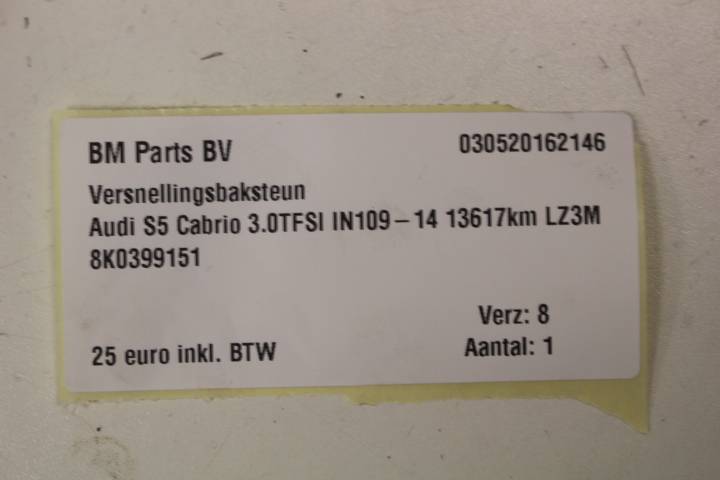 BM Parts BV 030520162146
Versnellingsbaksteun
Audi S5 Cabrio 3.0TFSI IN109-14 13617km LZ3M
8K0399151
Verz: 8
25 euro inkl. BTW Aantal: 1